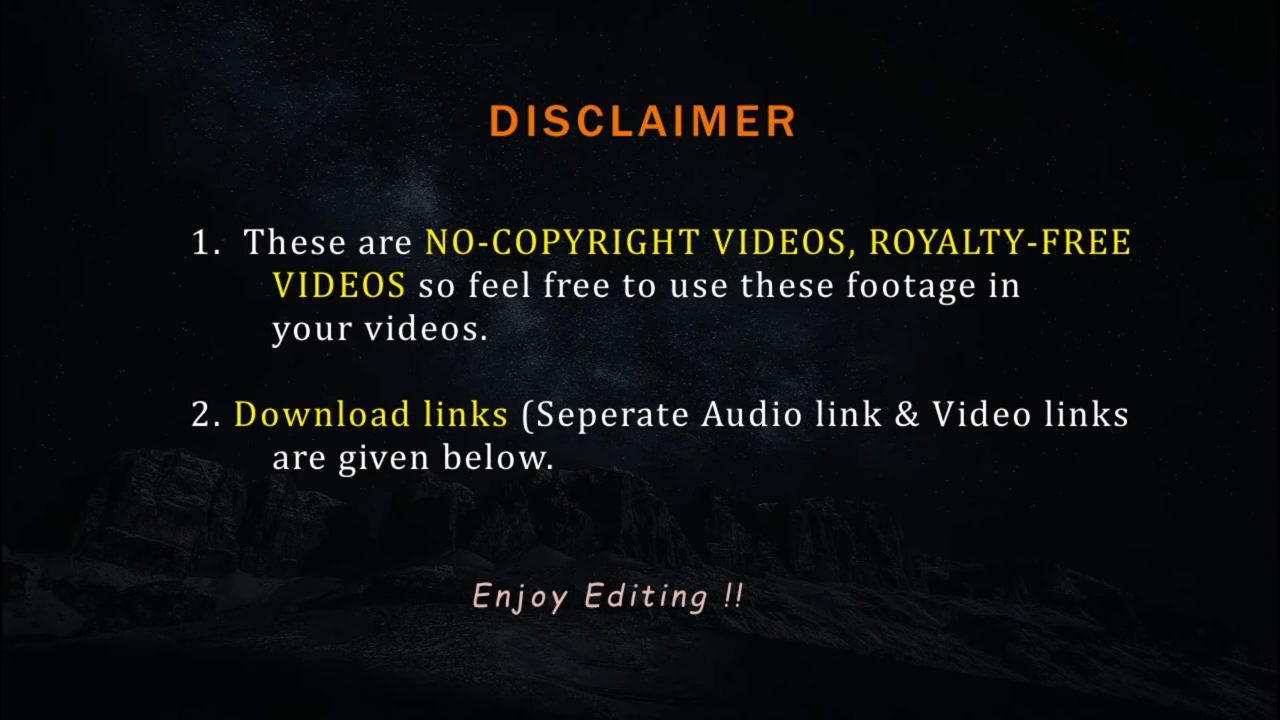 DISCLAIMER
1. These are NO-COPYRIGHT VIDEOS, ROYALTY-FREE
VIDEOS so feel free to use these footage in
your videos.
2. Download links (Seperate Audio link & Video links
are given below.
Enjoy Editing !!